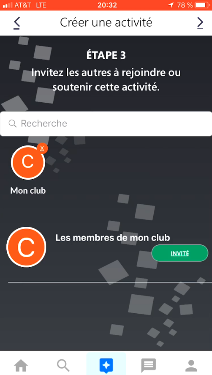 AT&T LTE 20:32 78 %
Créer une activité
ÉTAPE 3
Invitez les autres à rejoindre ou
soutenir cette activité.
Recherche
C
x
Mon club
C
Les membres de mon club
INVITÉ